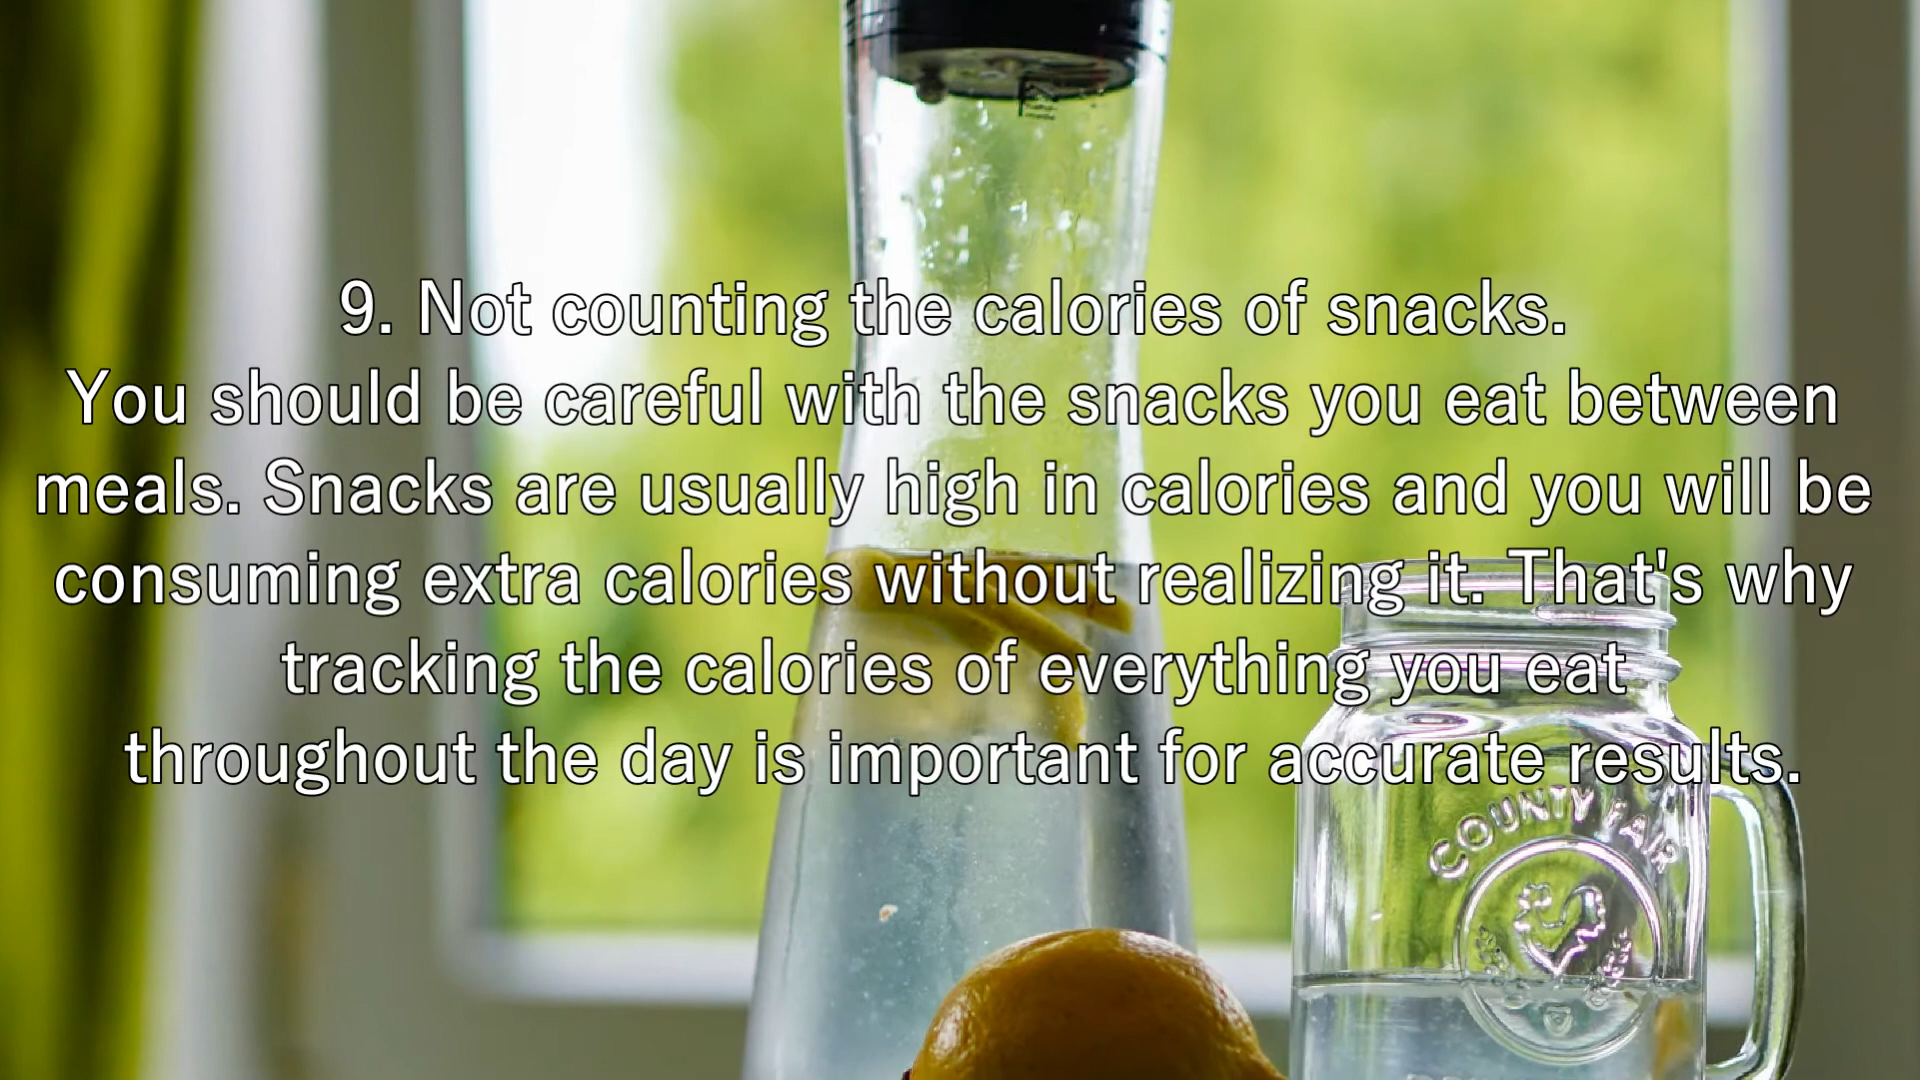 9. Not counting the calories of snacks.
You should be careful with the snacks you eat between
meals. Snacks are usually high in calories and you will be
consuming extra calories without realizing it. That's why
tracking the calories of everything you eat
throughout the day is important for accurate results.
COUNTY FAIR